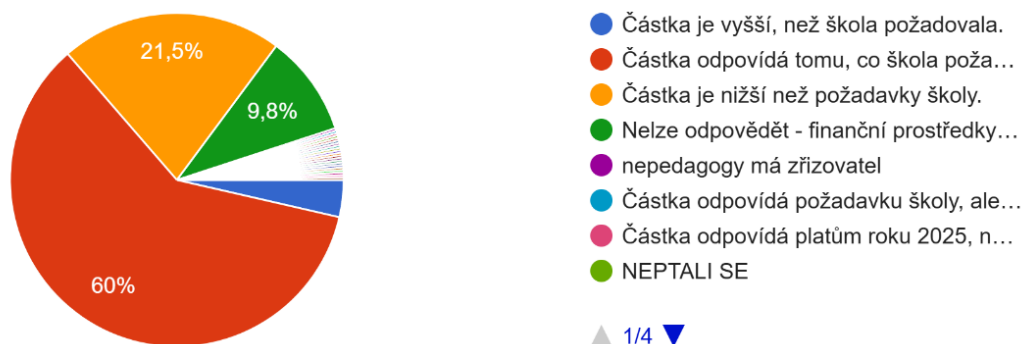 21,5%
9,8%
60%
Částka je vyšší, než škola požadovala.
Částka odpovídá tomu, co škola poža…
Částka je nižší než požadavky školy.
Nelze odpovědět - finanční prostředky…
nepedagogy má zřizovatel
Částka odpovídá požadavku školy, ale…
Částka odpovídá platům roku 2025, n…
NEPTALI SE
1/4